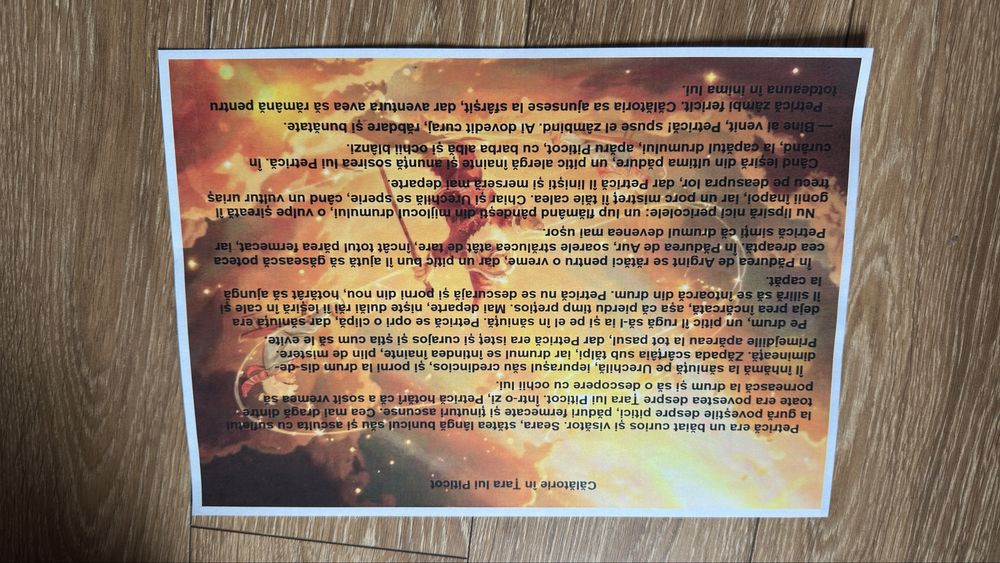 Călătorie în Țara lui Piticot
Petrică era un băiat curios și visător. Seara, stătea lângă bunicul său și asculta cu sufletul
la gură poveștile despre pitici, păduri fermecate și ținuturi ascunse. Cea mai dragă dintre
toate era povestea despre Țara lui Piticot. Într-o zi, Petrică hotărî că a sosit vremea să
pornească la drum și să o descopere cu ochii lui.
Îl înhămă la săniuță pe Urechilă, iepurașul său credincios, și porni la drum dis-de-
dimineață. Zăpada scârțâia sub tălpi, iar drumul se întindea înainte, plin de mistere.
Primejdiile apăreau la tot pasul, dar Petrică era isteț și curajos și știa cum să le evite.
Pe drum, un pitic îl rugă să-l ia și pe el în săniuță. Petrică se opri o clipă, dar săniuța era
deja prea încărcată, așa că pierdu timp prețios. Mai departe, niște dulăi răi îi ieșiră în cale și
îl siliră să se întoarcă din drum. Petrică nu se descurajă și porni din nou, hotărât să ajungă
la capăt.
În Pădurea de Argint se rătăci pentru o vreme, dar un pitic bun îl ajută să găsească poteca
cea dreaptă. În Pădurea de Aur, soarele strălucea atât de tare, încât totul părea fermecat, iar
Petrică simți că drumul devenea mai ușor.
Nu lipsiră nici pericolele: un lup flămând pândești din mijlocul drumului, o vulpe șireată îl
goni înapoi, iar un porc mistreț îi tăie calea. Chiar și Urechilă se sperie, când un vultur uriaș
trecu pe deasupra lor, dar Petrică îl liniști și merseră mai departe.
Când ieșiră din ultima pădure, un pitic alergă înainte și anunță sosirea lui Petrică. În
curând, la capătul drumului, apăru Piticot, cu barba albă și ochii blânzi.
— Bine ai venit, Petrică! spuse el zâmbind. Ai dovedit curaj, răbdare și bunătate.
Petrică zâmbi fericit. Călătoria sa ajunsese la sfârșit, dar aventura avea să rămână pentru
totdeauna în inima lui.